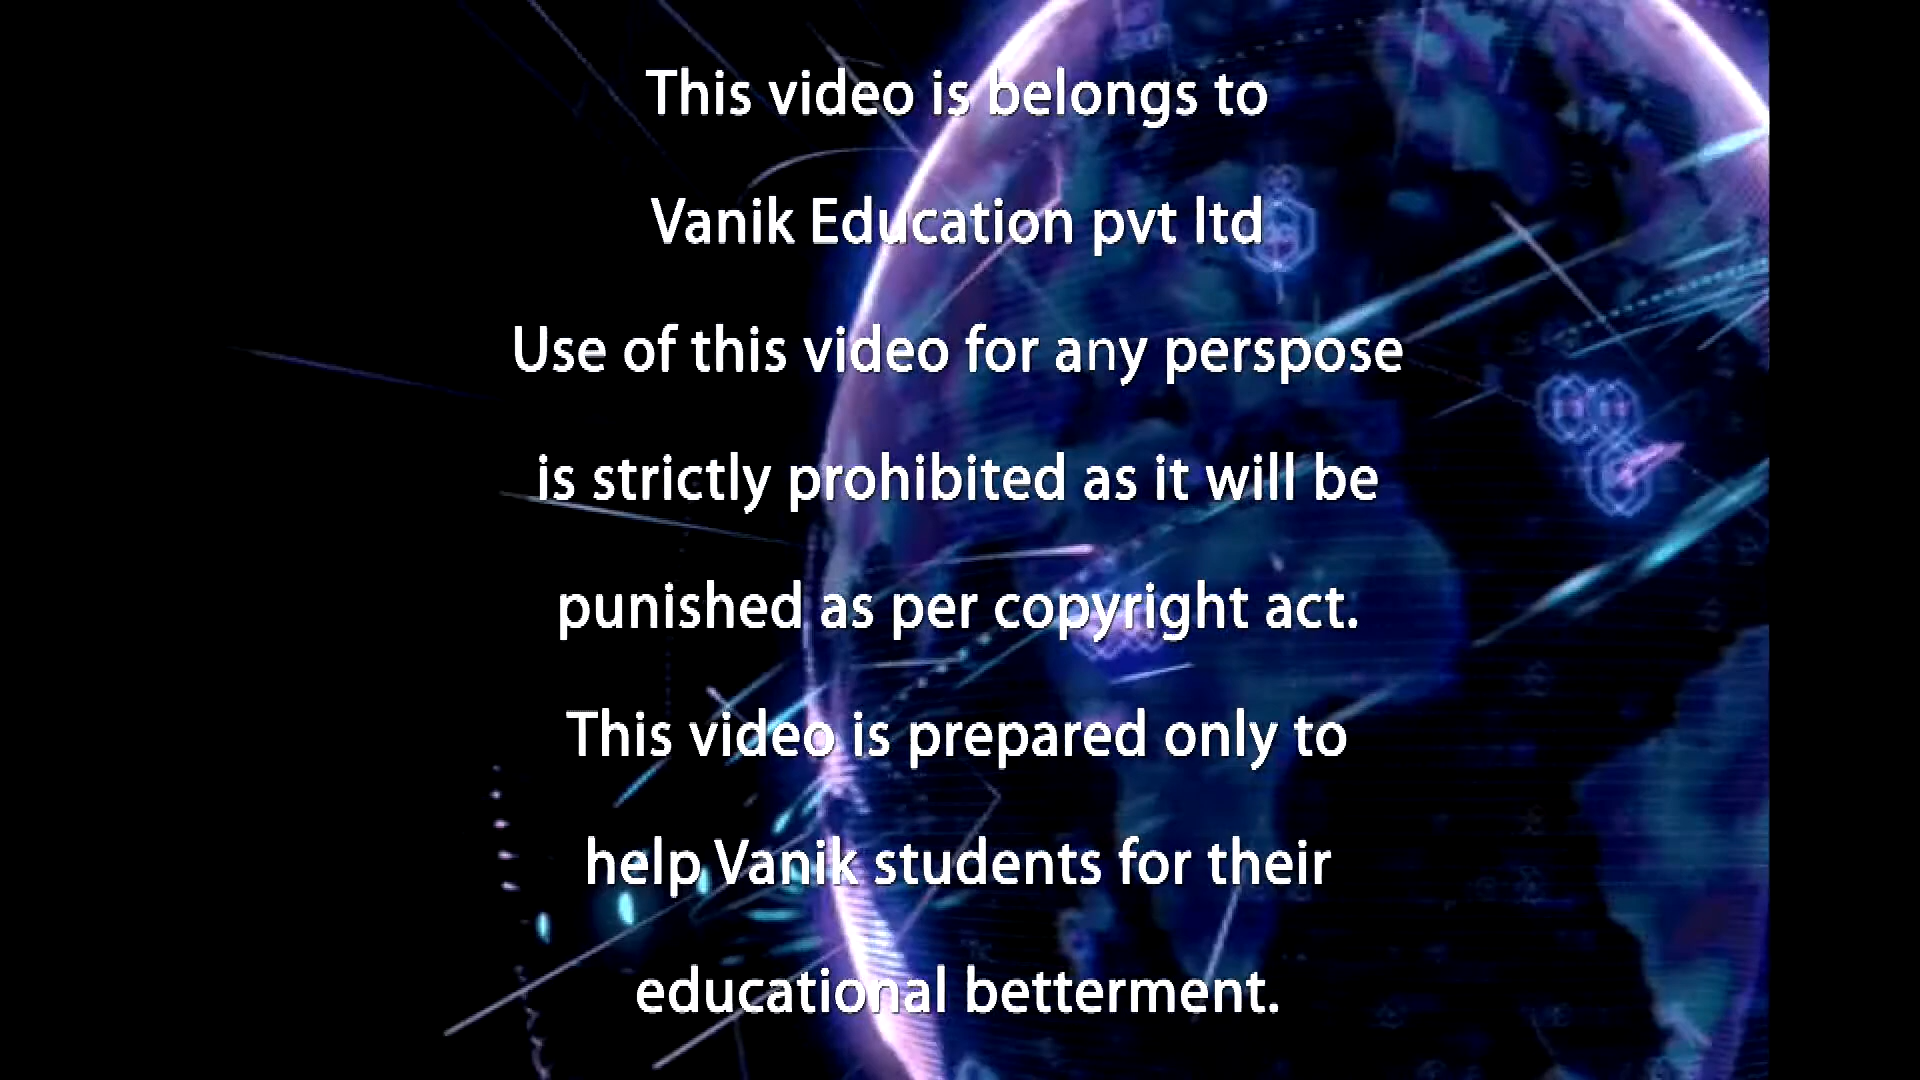 This video is belongs to
Vanik Education pvt ltd
Use of this video for any perspose
is strictly prohibited as it will be
punished as per copyright act.
This video is prepared only to
help Vanik students for their
educational betterment.